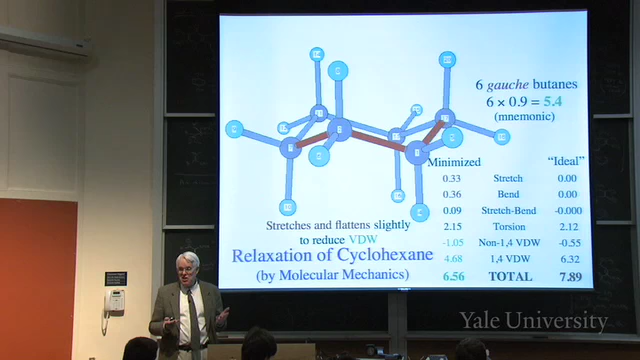 6 gauche butanes
6 × 0.9 = 5.4
(mnemonic)
Minimized “Ideal”
0.33 Stretch 0.00
0.36 Bend 0.00
0.09 Stretch-Bend -0.000
2.15 Torsion 2.12
-1.05 Non-1,4 VDW -0.55
4.68 1,4 VDW 6.32
6.56 TOTAL 7.89
Stretches and flattens slightly
to reduce VDW
Relaxation of Cyclohexane
(by Molecular Mechanics)
Yale University